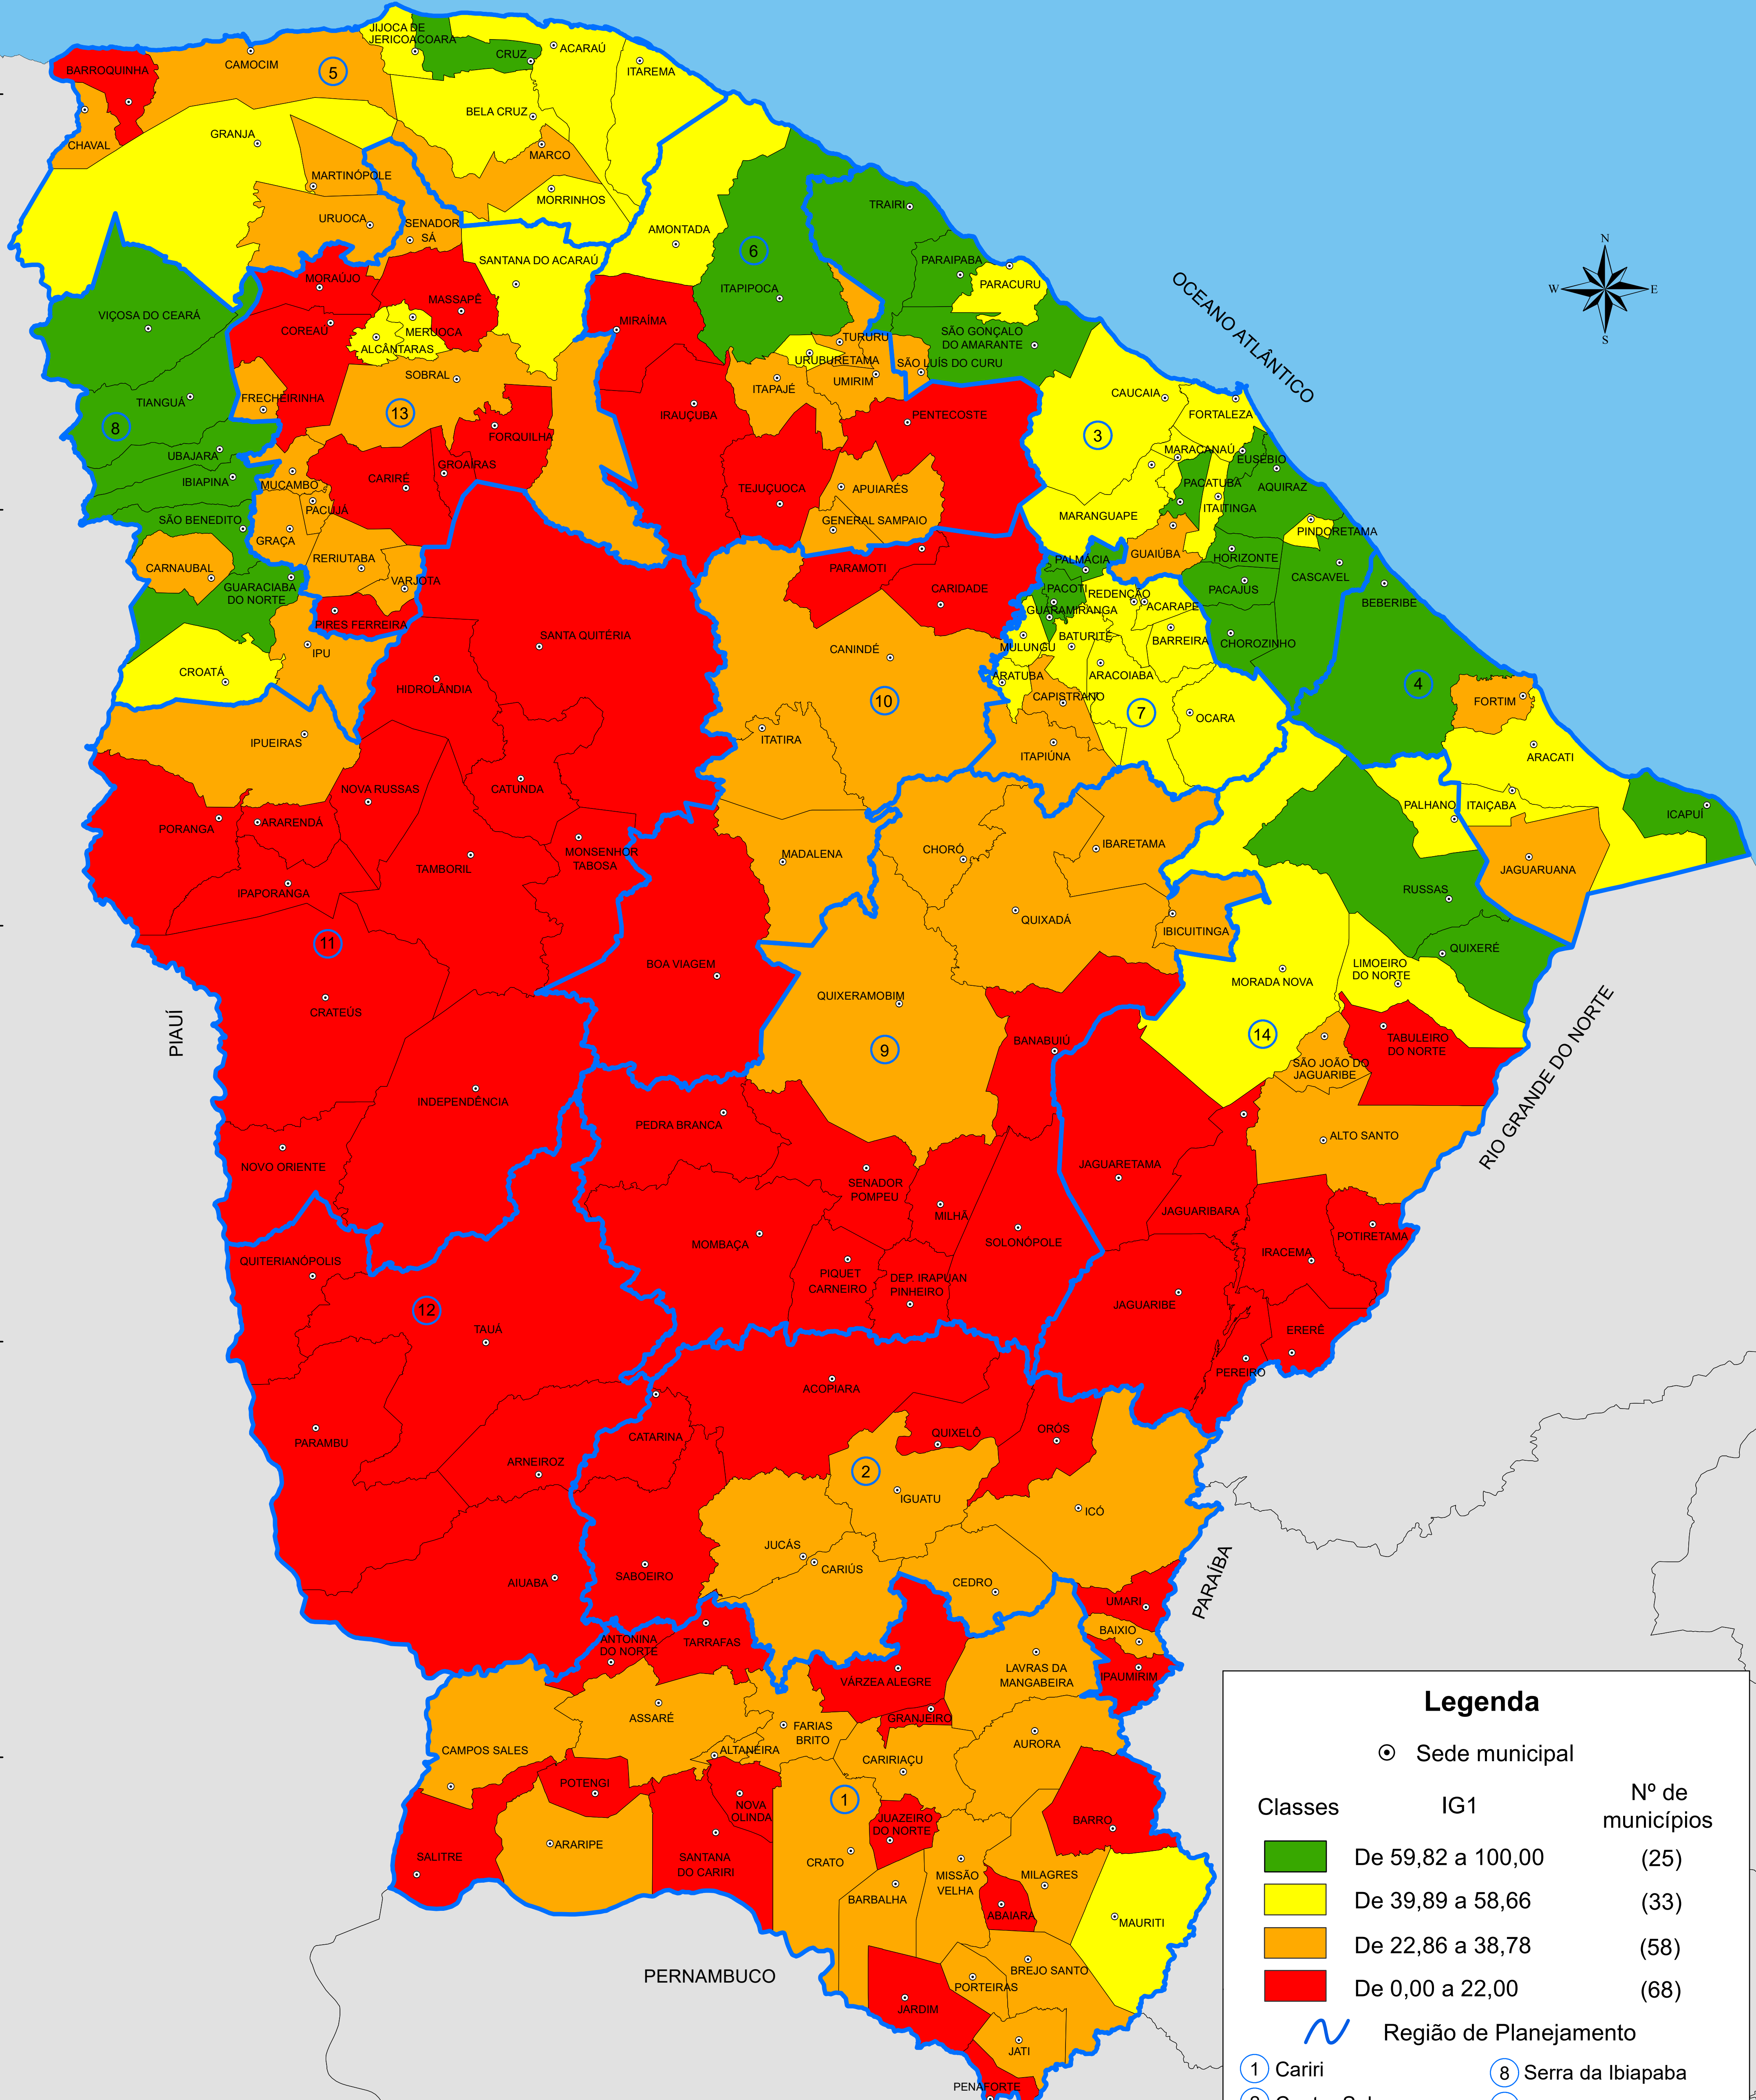 JIJOCA DE
JERICOACOARA
CRUZ
ACARAÚ
ITAREMA
BARROQUINHA
CAMOCIM
5
BELA CRUZ
GRANJA
CHAVAL
MARCO
MARTINÓPOLE
MORRINHOS
URUOCA
SENADOR
SÁ
TRAIRI
AMONTADA
6
SANTANA DO ACARAÚ
PARAIPABA
PARACURU
ITAPIPOCA
MORAÚJO
MASSAPÊ
VIÇOSA DO CEARÁ
COREAÚ
MERUOCA
ALCÂNTARAS
MIRAÍMA
TURURU
SÃO GONÇALO
DO AMARANTE
URUBURETAMA
SÃO LUÍS DO CURU
SOBRAL
UMIRIM
ITAPAJÉ
N
W
E
S
OCEANO ATLÂNTICO
TIANGUÁ
FRECHEIRINHA
13
8
IRAUÇUBA
PENTECOSTE
CAUCAIA
FORTALEZA
3
FORQUILHA
MARACANAÚ
EUSÉBIO
UBAJARA
GROAÍRAS
IBIAPINA
MUCAMBO
CARIRÉ
TEJUÇUOCA
APUIARÉS
PACATUBA
AQUIRAZ
ITAITINGA
PACUJÁ
SÃO BENEDITO
GENERAL SAMPAIO
MARANGUAPE
PINDORETAMA
GRAÇA
RERIUTABA
CARNAUBAL
VARJOTA
GUARACIABA
DO NORTE
PARAMOTI
CARIDADE
PALMÁCIA
GUAIÚBA
HORIZONTE
CASCAVEL
PACOTI
REDENÇÃO
PACAJUS
BEBERIBE
GUARAMIRANGA
ACARAPE
PIRES FERREIRA
SANTA QUITÉRIA
IPU
CROATÁ
CANINDÉ
MULUNGU
BATURITÉ
BARREIRA
CHOROZINHO
HIDROLÂNDIA
ARATUBA
ARACOIABA
4
10
CAPISTRANO
7
OCARA
FORTIM
IPUEIRAS
ITATIRA
ITAPIÚNA
ARACATI
NOVA RUSSAS
CATUNDA
PORANGA
ARARENDÁ
PALHANO
ITAIÇABA
ICAPUÍ
TAMBORIL
MONSENHOR
TABOSA
MADALENA
CHORÓ
IBARETAMA
JAGUARUANA
IPAPORANGA
RUSSAS
11
QUIXADÁ
IBICUITINGA
QUIXERÉ
BOA VIAGEM
LIMOEIRO
DO NORTE
MORADA NOVA
CRATEÚS
QUIXERAMOBIM
PIAUÍ
14
9
BANABUIÚ
TABULEIRO
DO NORTE
SÃO JOÃO DO
JAGUARIBE
RIO GRANDE DO NORTE
INDEPENDÊNCIA
PEDRA BRANCA
ALTO SANTO
NOVO ORIENTE
JAGUARETAMA
SENADOR
POMPEU
MILHÃ
JAGUARIBARA
MOMBAÇA
SOLONÓPOLE
POTIRETAMA
IRACEMA
QUITERIANÓPOLIS
PIQUET
CARNEIRO
DEP. IRAPUAN
PINHEIRO
12
TAUÁ
JAGUARIBE
ERERÊ
PEREIRO
ACOPIARA
PARAMBU
CATARINA
QUIXELÔ
ORÓS
ARNEIROZ
2
IGUATU
ICÓ
JUCÁS
CARIÚS
AIUABA
SABOEIRO
CEDRO
PARAÍBA
UMARI
BAIXIO
ANTONINA
DO NORTE
TARRAFAS
VÁRZEA ALEGRE
LAVRAS DA
MANGABEIRA
IPAUMIRIM
ASSARÉ
GRANJEIRO
FARIAS
BRITO
CAMPOS SALES
ALTANEIRA
CARIRIAÇU
AURORA
POTENGI
NOVA
OLINDA
1
JUAZEIRO
DO NORTE
BARRO
ARARIPE
SALITRE
SANTANA
DO CARIRI
CRATO
BARBALHA
MISSÃO
VELHA
MILAGRES
ABAIARA
MAURITI
PERNAMBUCO
BREJO SANTO
PORTEIRAS
JARDIM
JATI
PENAFORTE
Legenda
Sede municipal
Classes
IG1
Nº de
municípios
De 59,82 a 100,00
(25)
De 39,89 a 58,66
(33)
De 22,86 a 38,78
(58)
De 0,00 a 22,00
(68)
Região de Planejamento
1 Cariri
8 Serra da Ibiapaba